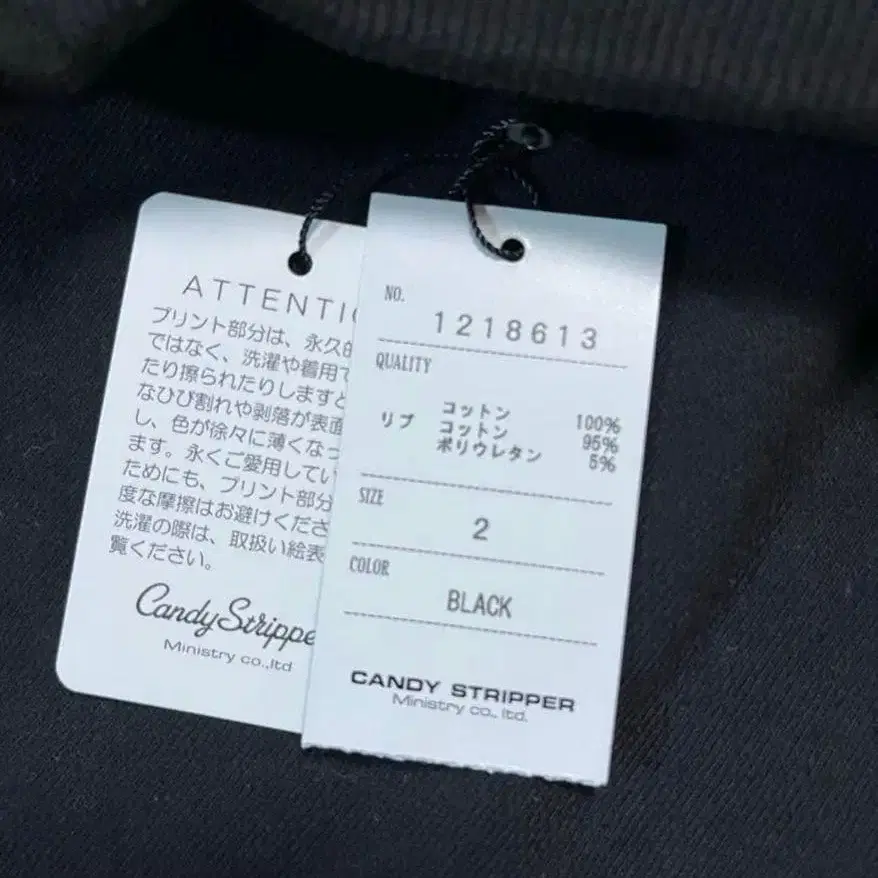 ATTENTI
プリント部分は、永久的
ではなく、洗濯や着用で
たり擦られたりしますと
なひび割れや剥落が表面
し、色が徐々に薄くなっ
ます。永くご愛用してい
ためにも、プリント部分
度な摩擦はお避けくださ
洗濯の際は、取扱い絵表
覧ください。
Candy Strippe
Ministry co.,ltd
NO.
1218613
QUALITY
コットン 100%
リブ コットン 95%
ポリウレタン 5%
SIZE
2
COLOR
BLACK
CANDY STRIPPER
Ministry co., ltd.